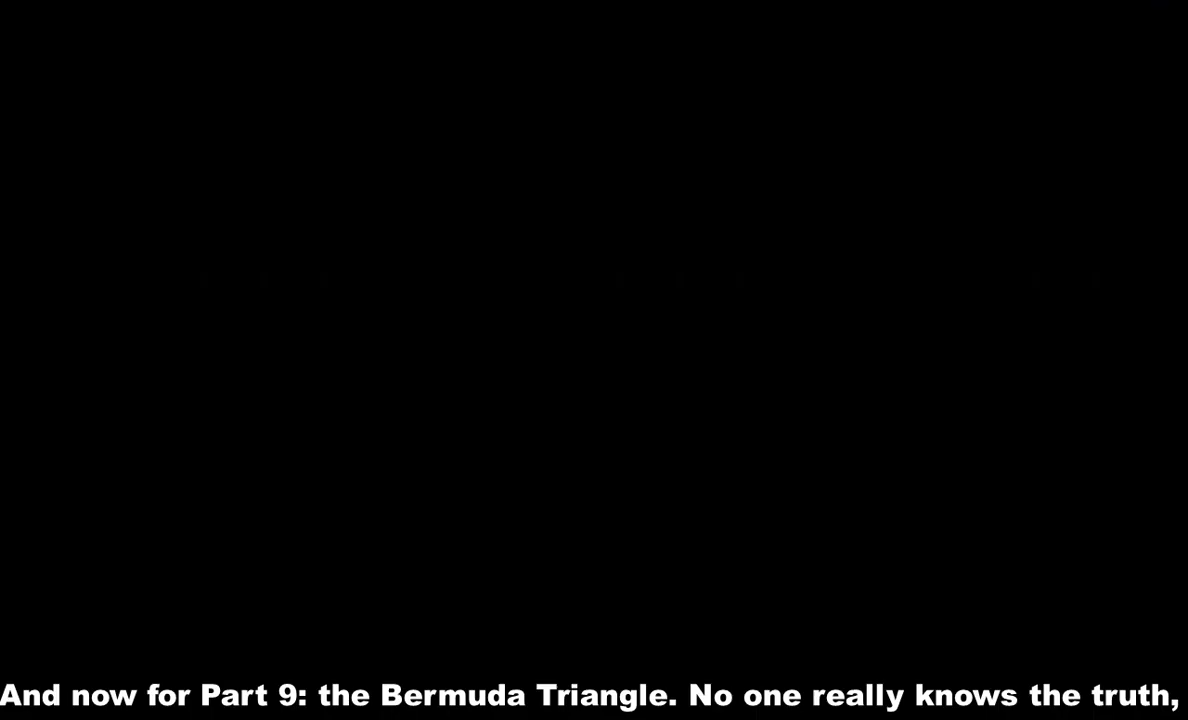 And now for Part 9: the Bermuda Triangle. No one really knows the truth,